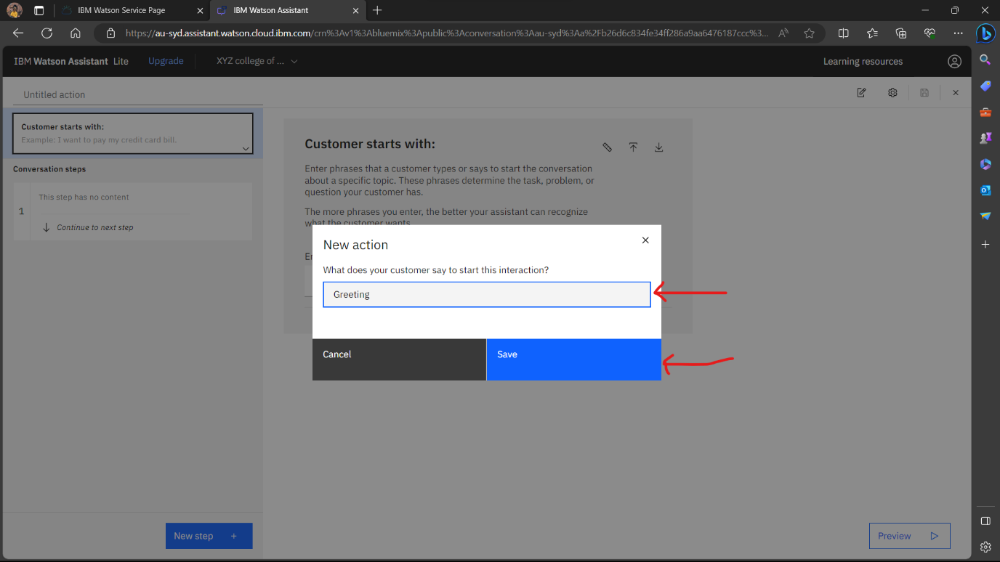 IBM Watson Service Page
IBM Watson Assistant
https://au-syd.assistant.watson.cloud.ibm.com/crn%3Av1%3Abluemix%3Apublic%3Aconversation%3Aau-syd%3Aa%2Fb26d6c834fe34ff286a9aa6476187ccc%3...
IBM Watson Assistant Lite
Upgrade
XYZ college of ...
Learning resources
Untitled action
Customer starts with:
Example: I want to pay my credit card bill.
Conversation steps
1
This step has no content
Continue to next step
New step +
Customer starts with:
Enter phrases that a customer types or says to start the conversation
about a specific topic. These phrases determine the task, problem, or
question your customer has.
The more phrases you enter, the better your assistant can recognize
what the customer wants.
New action
What does your customer say to start this interaction?
Greeting
Cancel
Save
Preview